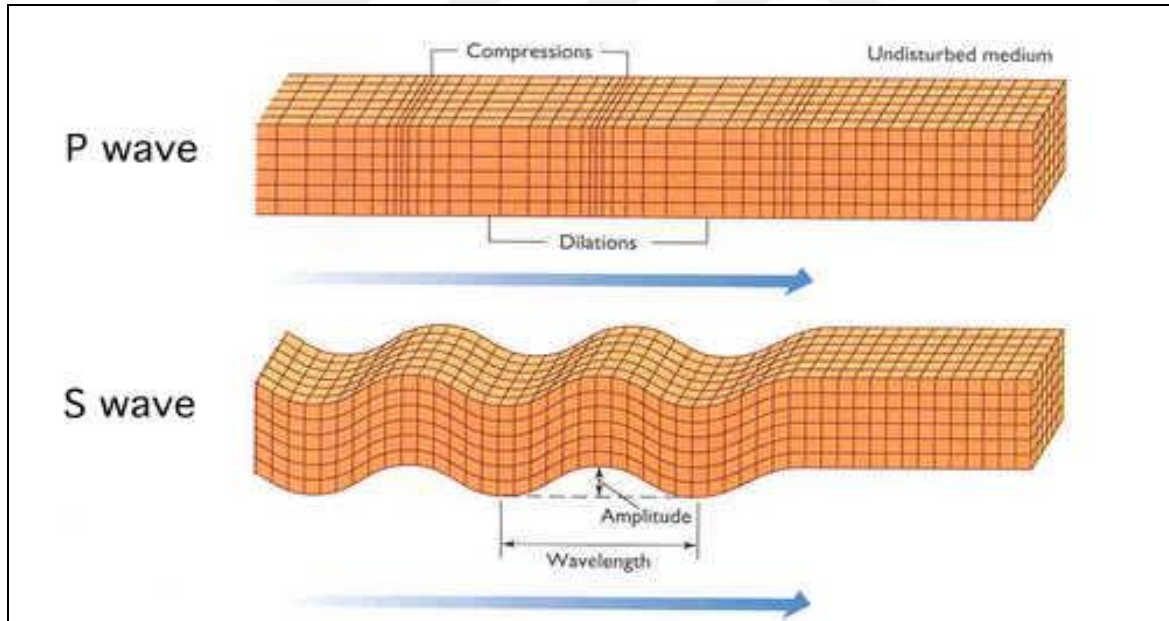 Compressions
Undisturbed medium
P wave
Dilations
S wave
Amplitude
Wavelength